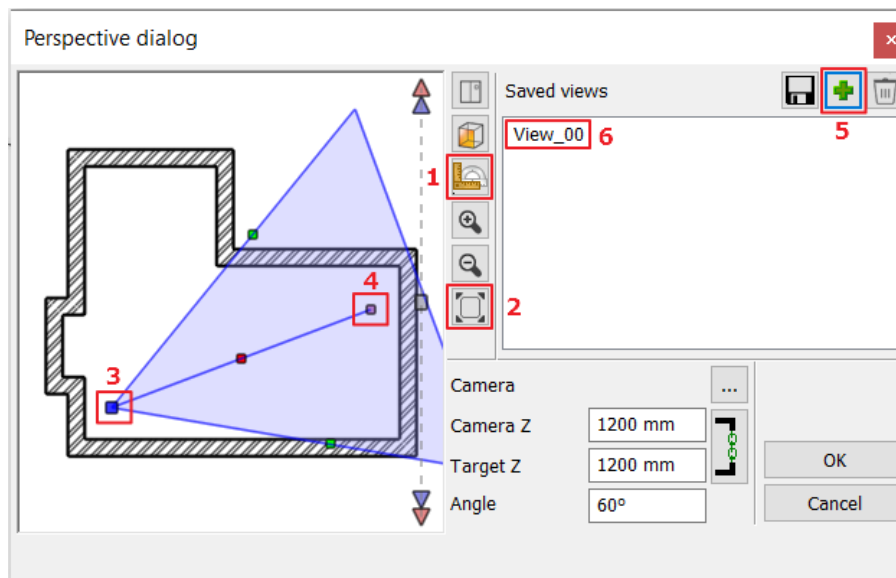 Perspective dialog
Saved views
5
View_00
6
1
2
3
4
Camera
...
Camera Z
1200 mm
Target Z
1200 mm
Angle
60º
OK
Cancel